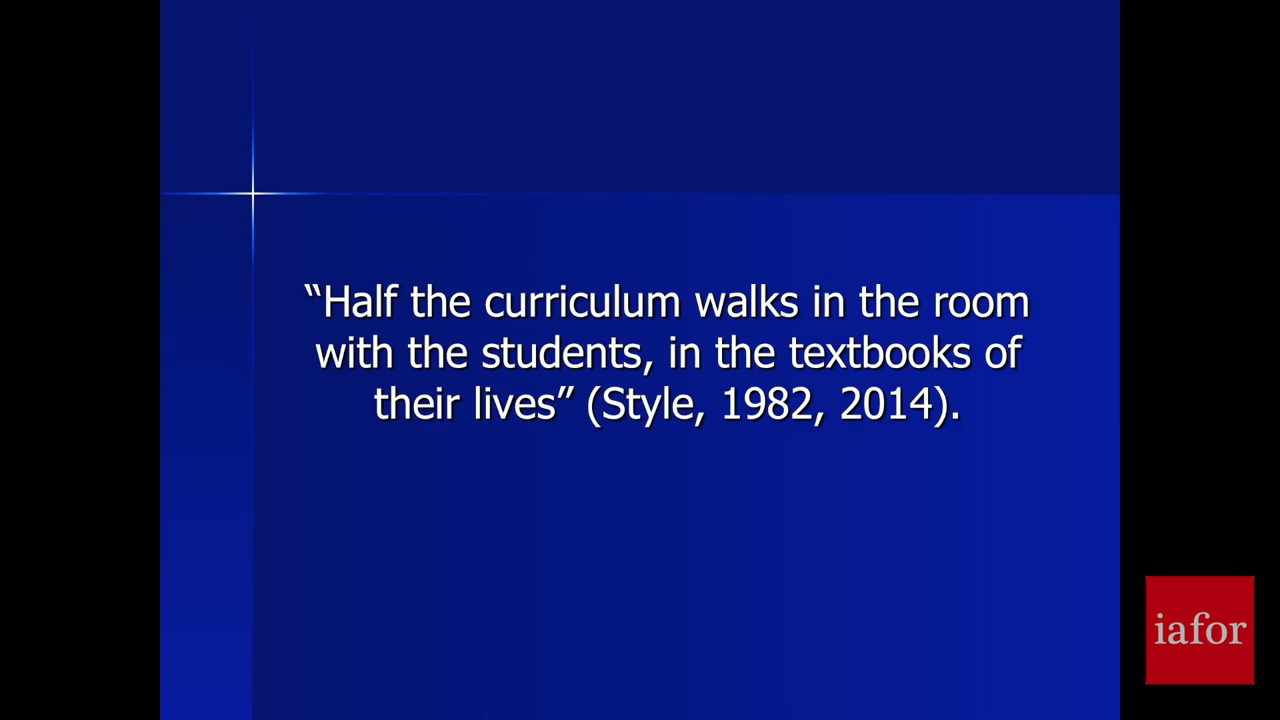 “Half the curriculum walks in the room
with the students, in the textbooks of
their lives” (Style, 1982, 2014).
iafor